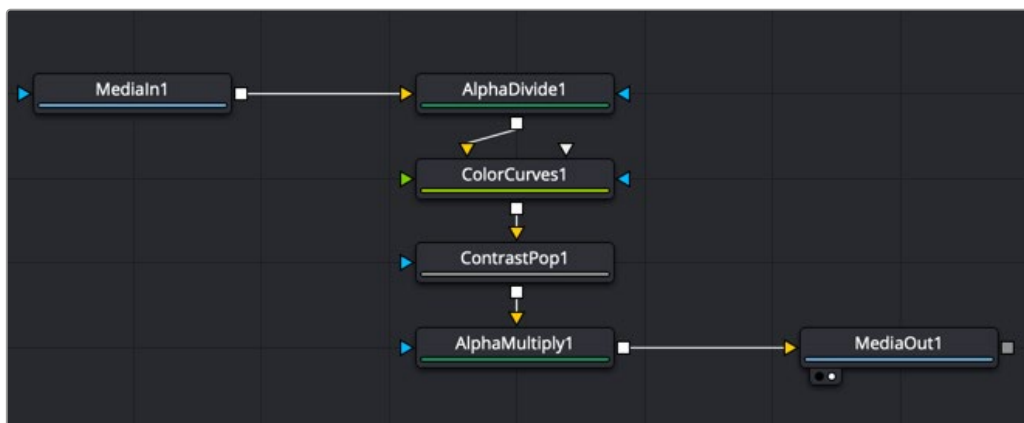 MediaIn1
AlphaDivide1
ColorCurves1
ContrastPop1
AlphaMultiply1
MediaOut1